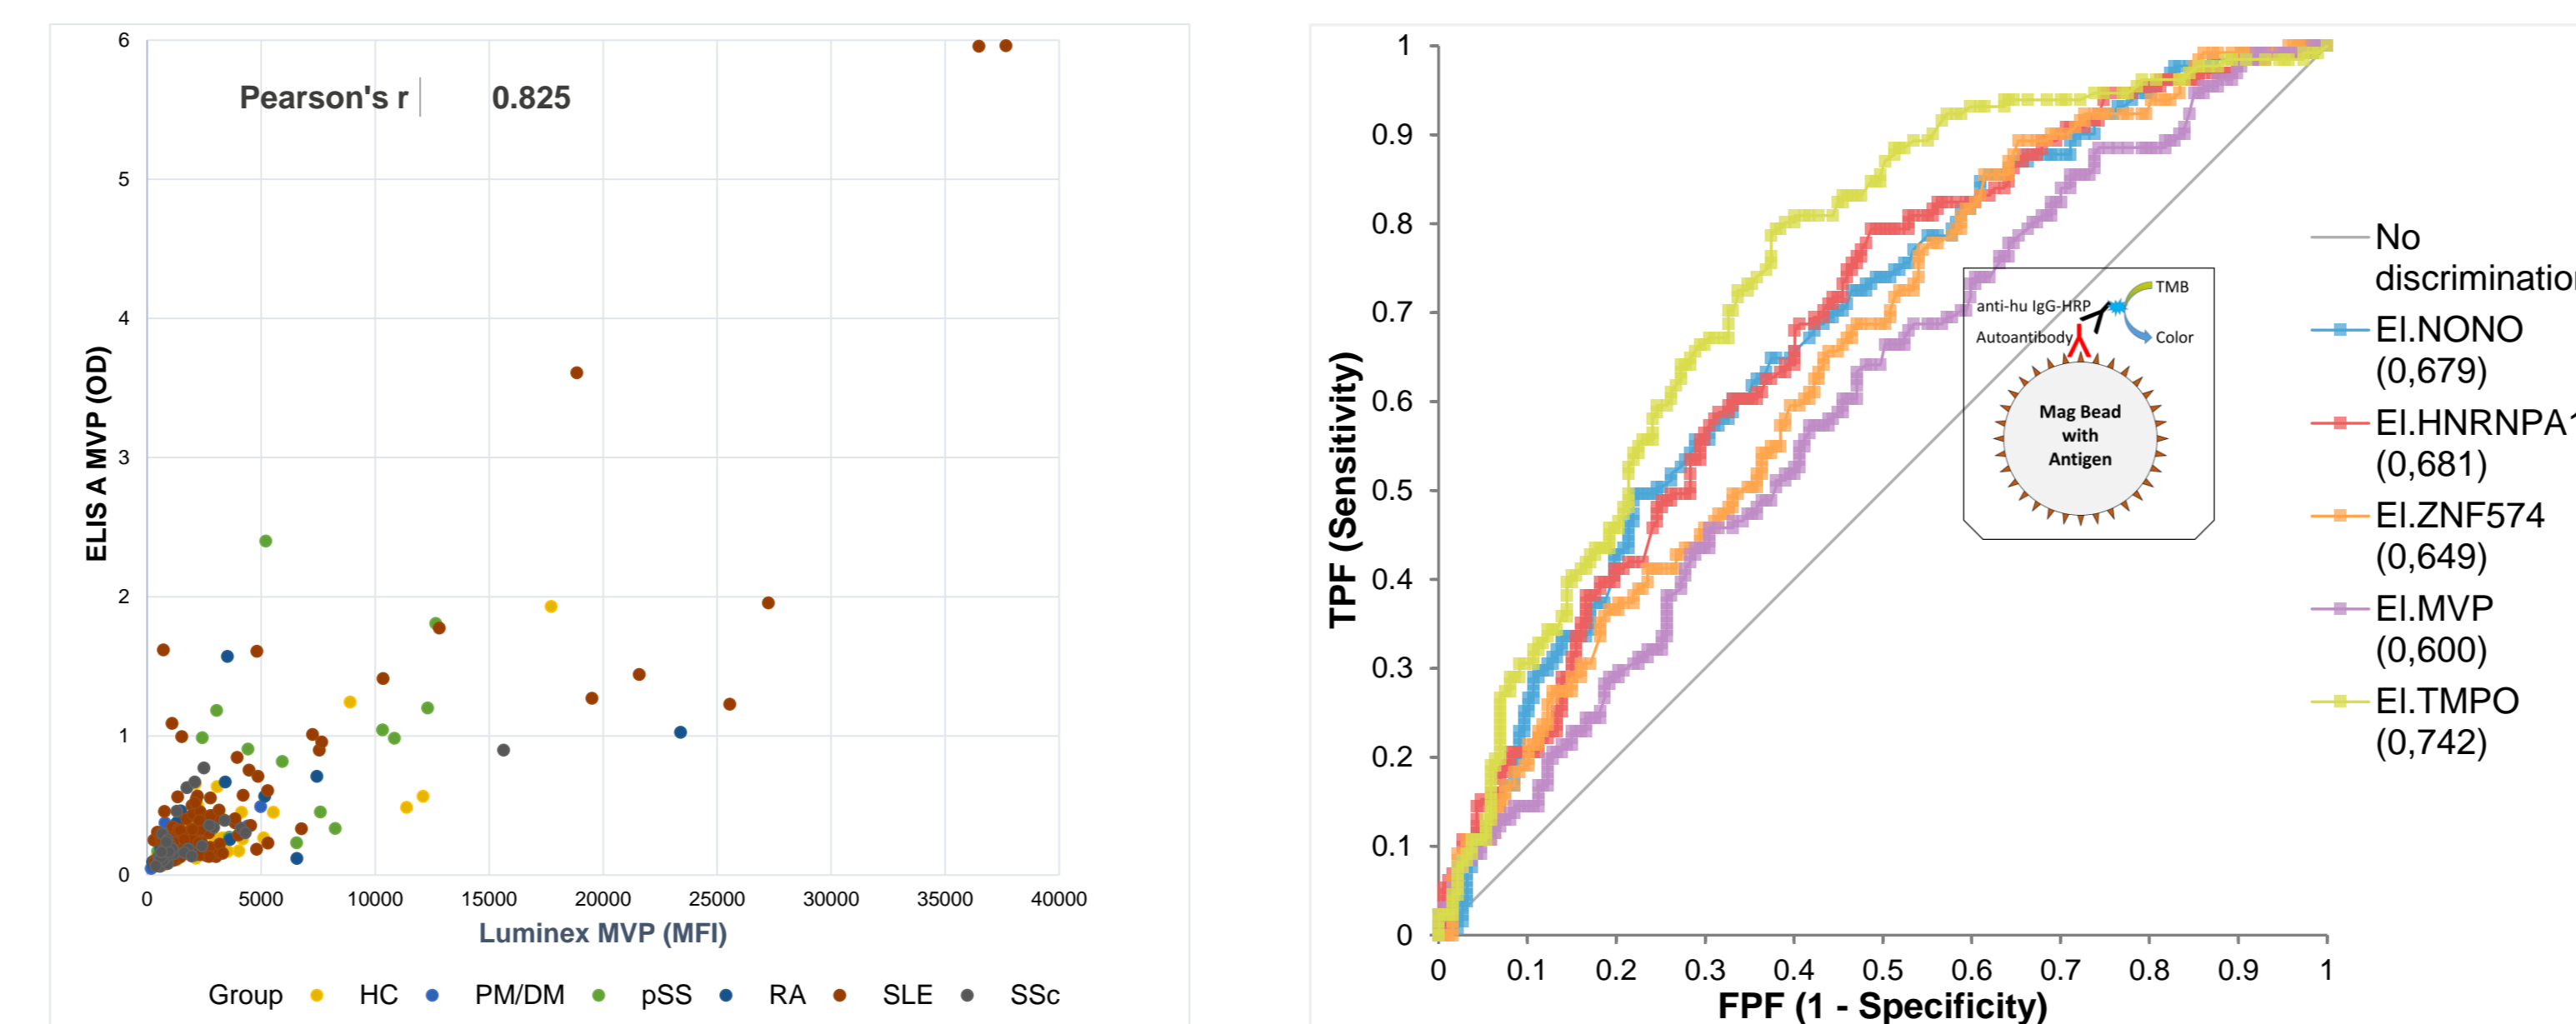 6
5
4
3
2
1
0
Pearson's r 0.825
ELIS A MVP (OD)
0 5000 10000 15000 20000 25000 30000 35000 40000
Luminex MVP (MFI)
Group HC PM/DM pSS RA SLE SSc
1
0.9
0.8
0.7
0.6
0.5
0.4
0.3
0.2
0.1
0
TPF (Sensitivity)
0 0.1 0.2 0.3 0.4 0.5 0.6 0.7 0.8 0.9 1
FPF (1 - Specificity)
TMB
anti-hu IgG-HRP
Autoantibody
Color
Mag Bead
with
Antigen
No
discrimination
EI.NONO
(0,679)
EI.HNRNPA1
(0,681)
EI.ZNF574
(0,649)
EI.MVP
(0,600)
EI.TMPO
(0,742)